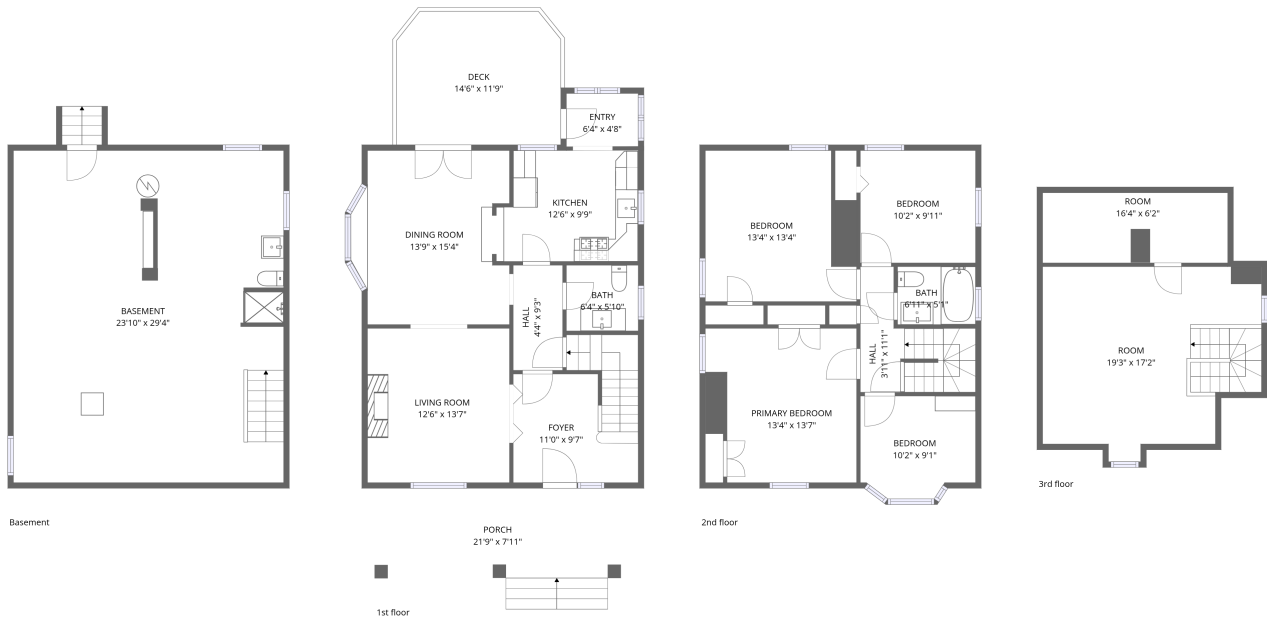 BASEMENT
23'10" x 29'4"
Basement
DECK
14'6" x 11'9"
ENTRY
6'4" x 4'8"
KITCHEN
12'6" x 9'9"
DINING ROOM
13'9" x 15'4"
BATH
6'4" x 5'10"
HALL
4'4" x 9'3"
LIVING ROOM
12'6" x 13'7"
FOYER
11'0" x 9'7"
PORCH
21'9" x 7'11"
1st floor
BEDROOM
13'4" x 13'4"
BEDROOM
10'2" x 9'11"
BATH
6'11" x 5'1"
HALL
3'11" x 11'1"
PRIMARY BEDROOM
13'4" x 13'7"
BEDROOM
10'2" x 9'1"
2nd floor
ROOM
16'4" x 6'2"
ROOM
19'3" x 17'2"
3rd floor